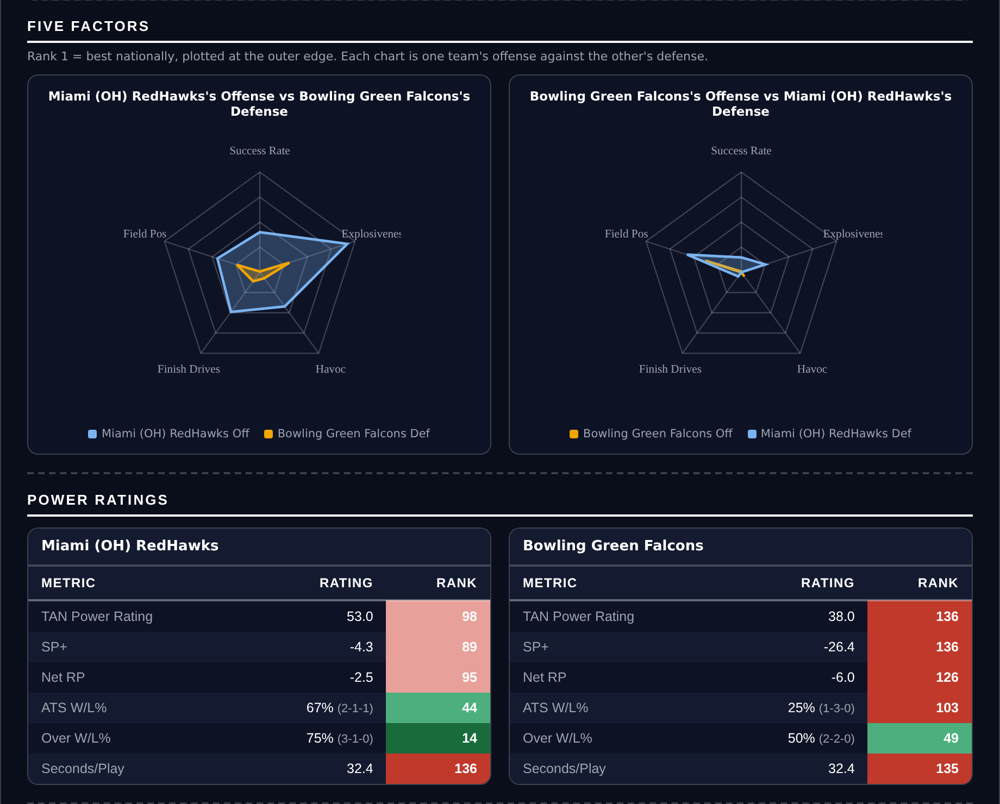 FIVE FACTORS
Rank 1 = best nationally, plotted at the outer edge. Each chart is one team's offense against the other's defense.
Miami (OH) RedHawks's Offense vs Bowling Green Falcons's
Defense
Success Rate
Field Pos
Explosivenes
Finish Drives
Havoc
Miami (OH) RedHawks Off
Bowling Green Falcons Def
Bowling Green Falcons's Offense vs Miami (OH) RedHawks's
Defense
Success Rate
Field Pos
Explosivenes
Finish Drives
Havoc
Bowling Green Falcons Off
Miami (OH) RedHawks Def
POWER RATINGS
Miami (OH) RedHawks
METRIC RATING RANK
TAN Power Rating 53.0 98
SP+ -4.3 89
Net RP -2.5 95
ATS W/L% 67% (2-1-1) 44
Over W/L% 75% (3-1-0) 14
Seconds/Play 32.4 136
Bowling Green Falcons
METRIC RATING RANK
TAN Power Rating 38.0 136
SP+ -26.4 136
Net RP -6.0 126
ATS W/L% 25% (1-3-0) 103
Over W/L% 50% (2-2-0) 49
Seconds/Play 32.4 135